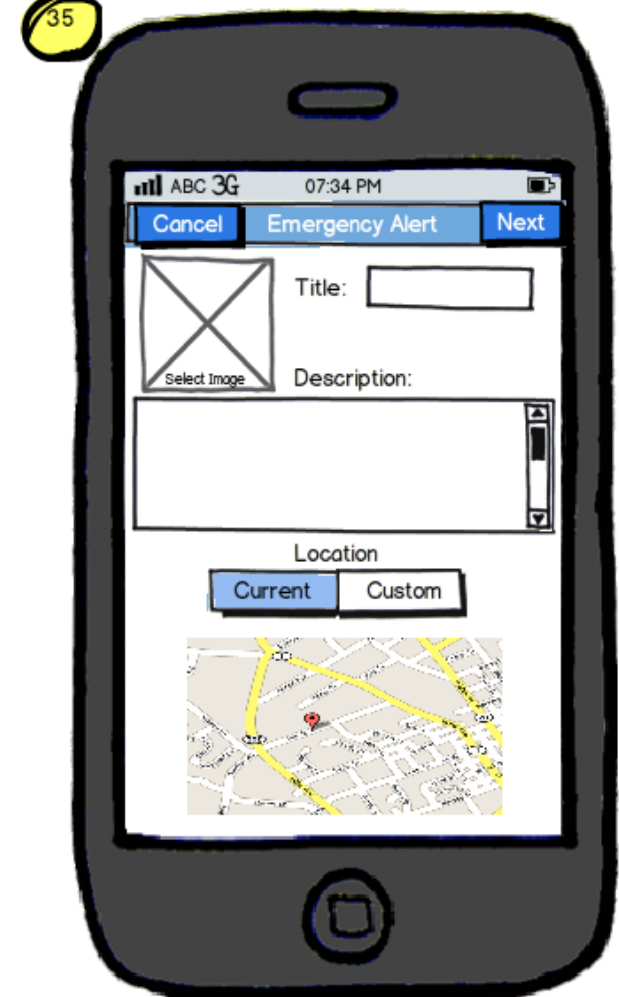 35
ABC 3G 07:34 PM
Cancel Emergency Alert Next
Title:
Select Image
Description:
Location
Current Custom